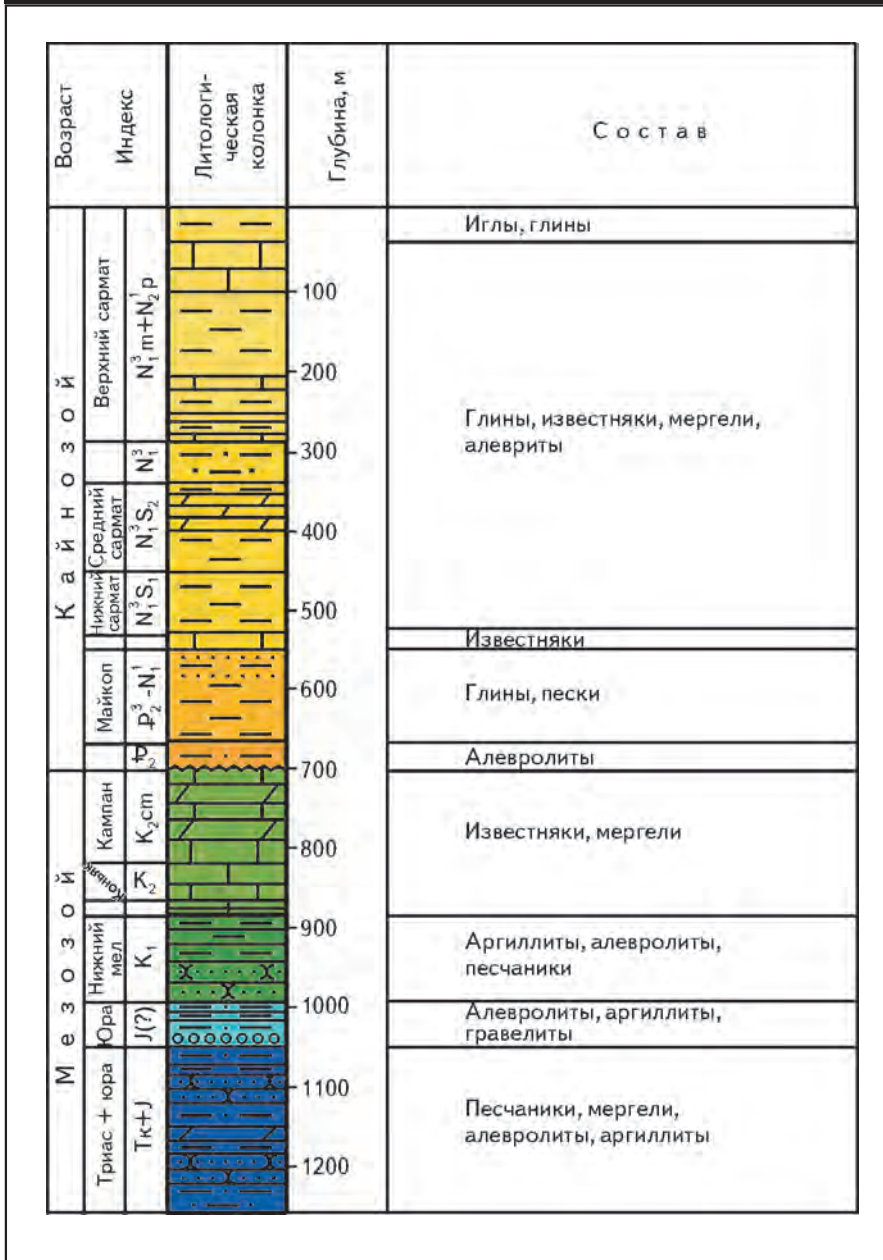 Возраст
Индекс
Литологи-
ческая
колонка
Глубина, м
Состав
Кайнозой
Верхний сармат
N₁³m+N₂¹p
N₁³
Средний
сармат
N₁³S₂
Нижний
сармат
N₁³S₁
Майкоп
₽₂³-N₁¹
₽₂
Мезозой
Кампан
K₂cm
Коньяк
K₂
Нижний
мел
K₁
Юра
J(?)
Триас + юра
Tк+J
100
200
300
400
500
600
700
800
900
1000
1100
1200
Иглы, глины
Глины, известняки, мергели,
алевриты
Известняки
Глины, пески
Алевролиты
Известняки, мергели
Аргиллиты, алевролиты,
песчаники
Алевролиты, аргиллиты,
гравелиты
Песчаники, мергели,
алевролиты, аргиллиты